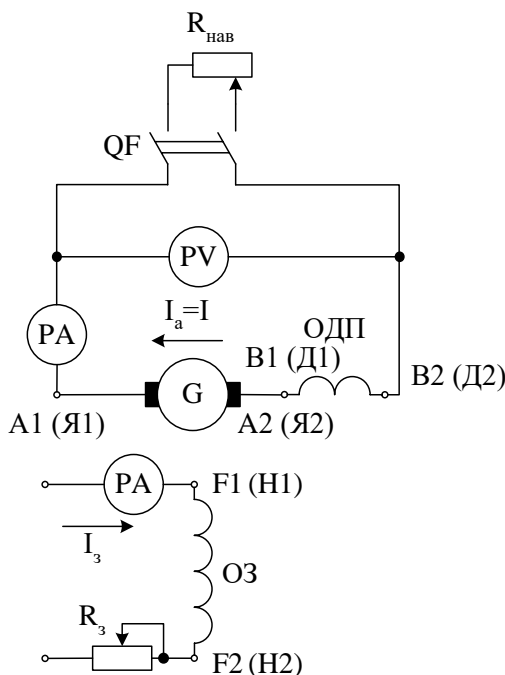 Rнав
QF
PV
Iа=I
ОДП
PA
B1 (Д1)
B2 (Д2)
G
A1 (Я1)
A2 (Я2)
PA
F1 (Н1)
Iз
ОЗ
Rз
F2 (Н2)